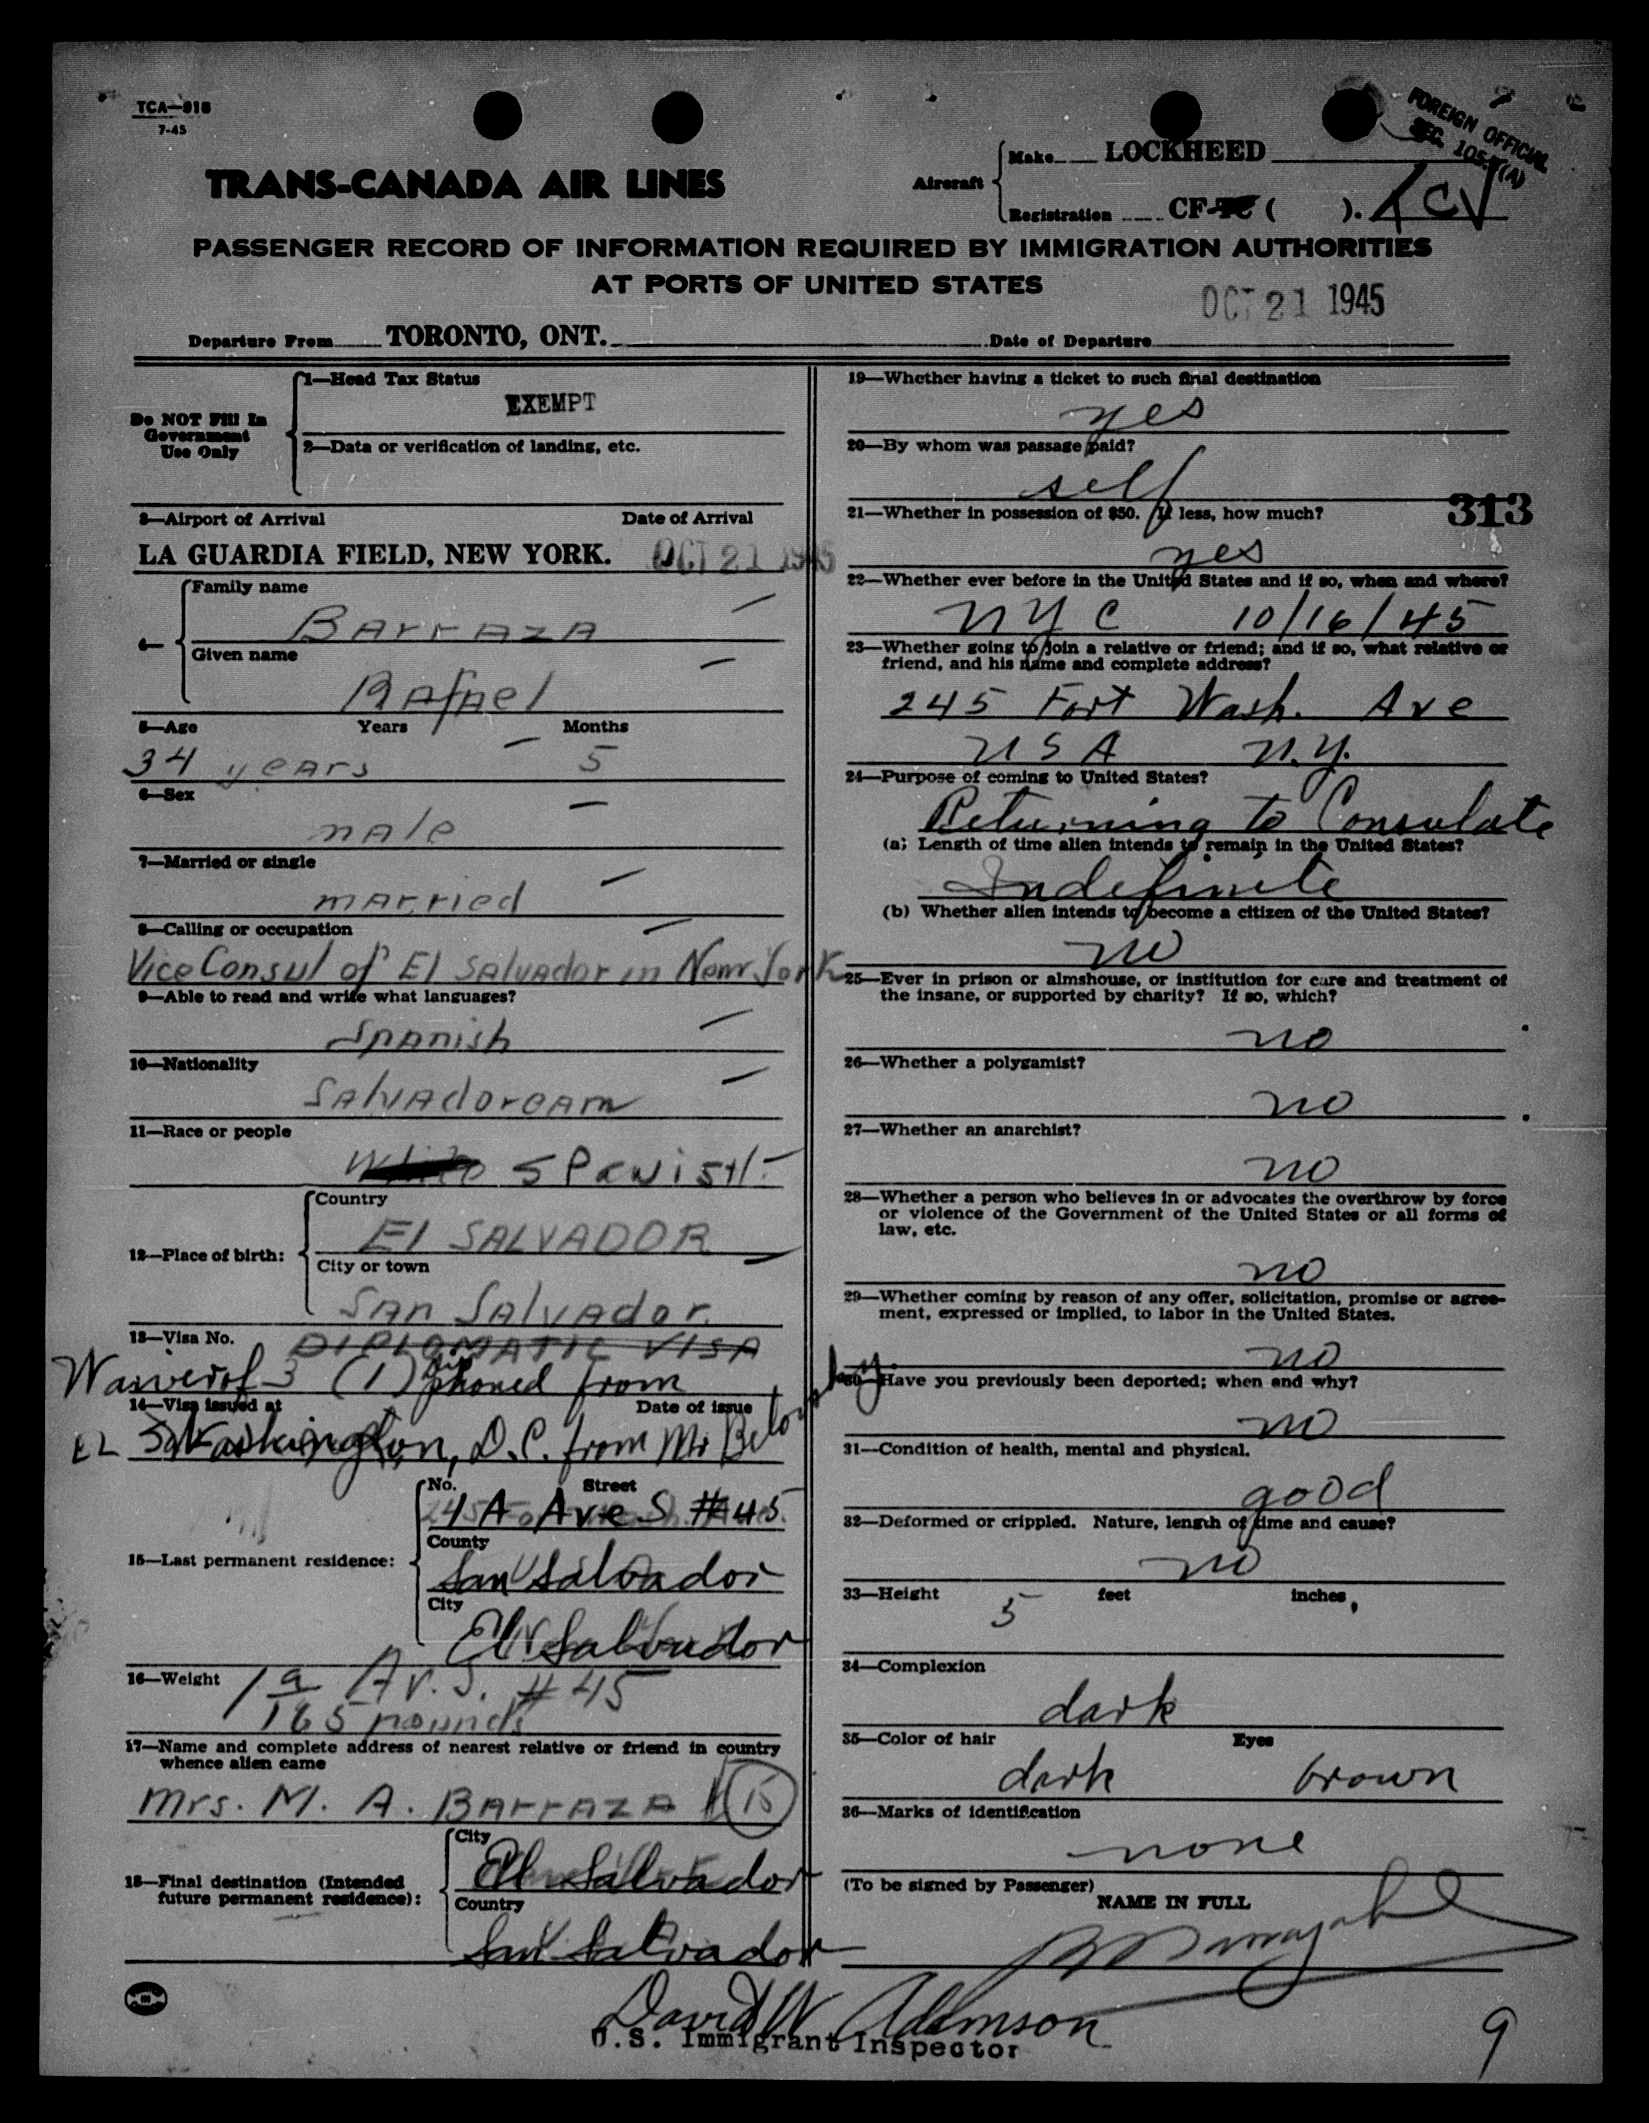 TCA—918
7-45
FOREIGN OFFICIAL
SEC. 105.3(A)
TRANS-CANADA AIR LINES
Aircraft
Make LOCKHEED
Registration CF-TC ( ). TCV
PASSENGER RECORD OF INFORMATION REQUIRED BY IMMIGRATION AUTHORITIES
AT PORTS OF UNITED STATES
OCT 21 1945
Departure From TORONTO, ONT. Date of Departure
Do NOT Fill In
Government
Use Only
1—Head Tax Status
EXEMPT
2—Data or verification of landing, etc.
3—Airport of Arrival Date of Arrival
LA GUARDIA FIELD, NEW YORK. OCT 21 1945
4—
Family name
Barraza
Given name
Rafael
5—Age Years Months
34 years 5
6—Sex
male
7—Married or single
married
8—Calling or occupation
Vice Consul of El Salvador in New York
9—Able to read and write what languages?
Spanish
10—Nationality
Salvadorean
11—Race or people
White SPANISH.
12—Place of birth:
Country
El SALVADOR
City or town
San Salvador.
13—Visa No.
DIPLOMATIC VISA
Waiver of 3 (1) phoned from
14—Visa issued at Date of issue
Washington, D.C. from Mr
15—Last permanent residence:
No. Street
1A Ave S #45
County
San Salvador
City
El Salvador
16—Weight
1a Av. S. #45
165 pounds
17—Name and complete address of nearest relative or friend in country
whence alien came
Mrs. M. A. Barraza (15)
18—Final destination (Intended
future permanent residence):
City
El Salvador
Country
San Salvador
19—Whether having a ticket to such final destination
yes
20—By whom was passage paid?
self
313
21—Whether in possession of $50. If less, how much?
yes
22—Whether ever before in the United States and if so, when and where?
NYC 10/16/45
23—Whether going to join a relative or friend; and if so, what relative or
friend, and his name and complete address?
245 Fort Wash. Ave
USA N.Y.
24—Purpose of coming to United States?
Returning to Consulate
(a) Length of time alien intends to remain in the United States?
Indefinite
(b) Whether alien intends to become a citizen of the United States?
no
25—Ever in prison or almshouse, or institution for care and treatment of
the insane, or supported by charity? If so, which?
no
26—Whether a polygamist?
no
27—Whether an anarchist?
no
28—Whether a person who believes in or advocates the overthrow by force
or violence of the Government of the United States or all forms of
law, etc.
no
29—Whether coming by reason of any offer, solicitation, promise or agree-
ment, expressed or implied, to labor in the United States.
no
30—Have you previously been deported; when and why?
no
31—Condition of health, mental and physical.
good
32—Deformed or crippled. Nature, length of time and cause?
no
33—Height 5 feet inches
34—Complexion
dark
35—Color of hair Eyes
dark brown
36—Marks of identification
none
(To be signed by Passenger)
NAME IN FULL
David W Adamson
U.S. Immigrant Inspector
9